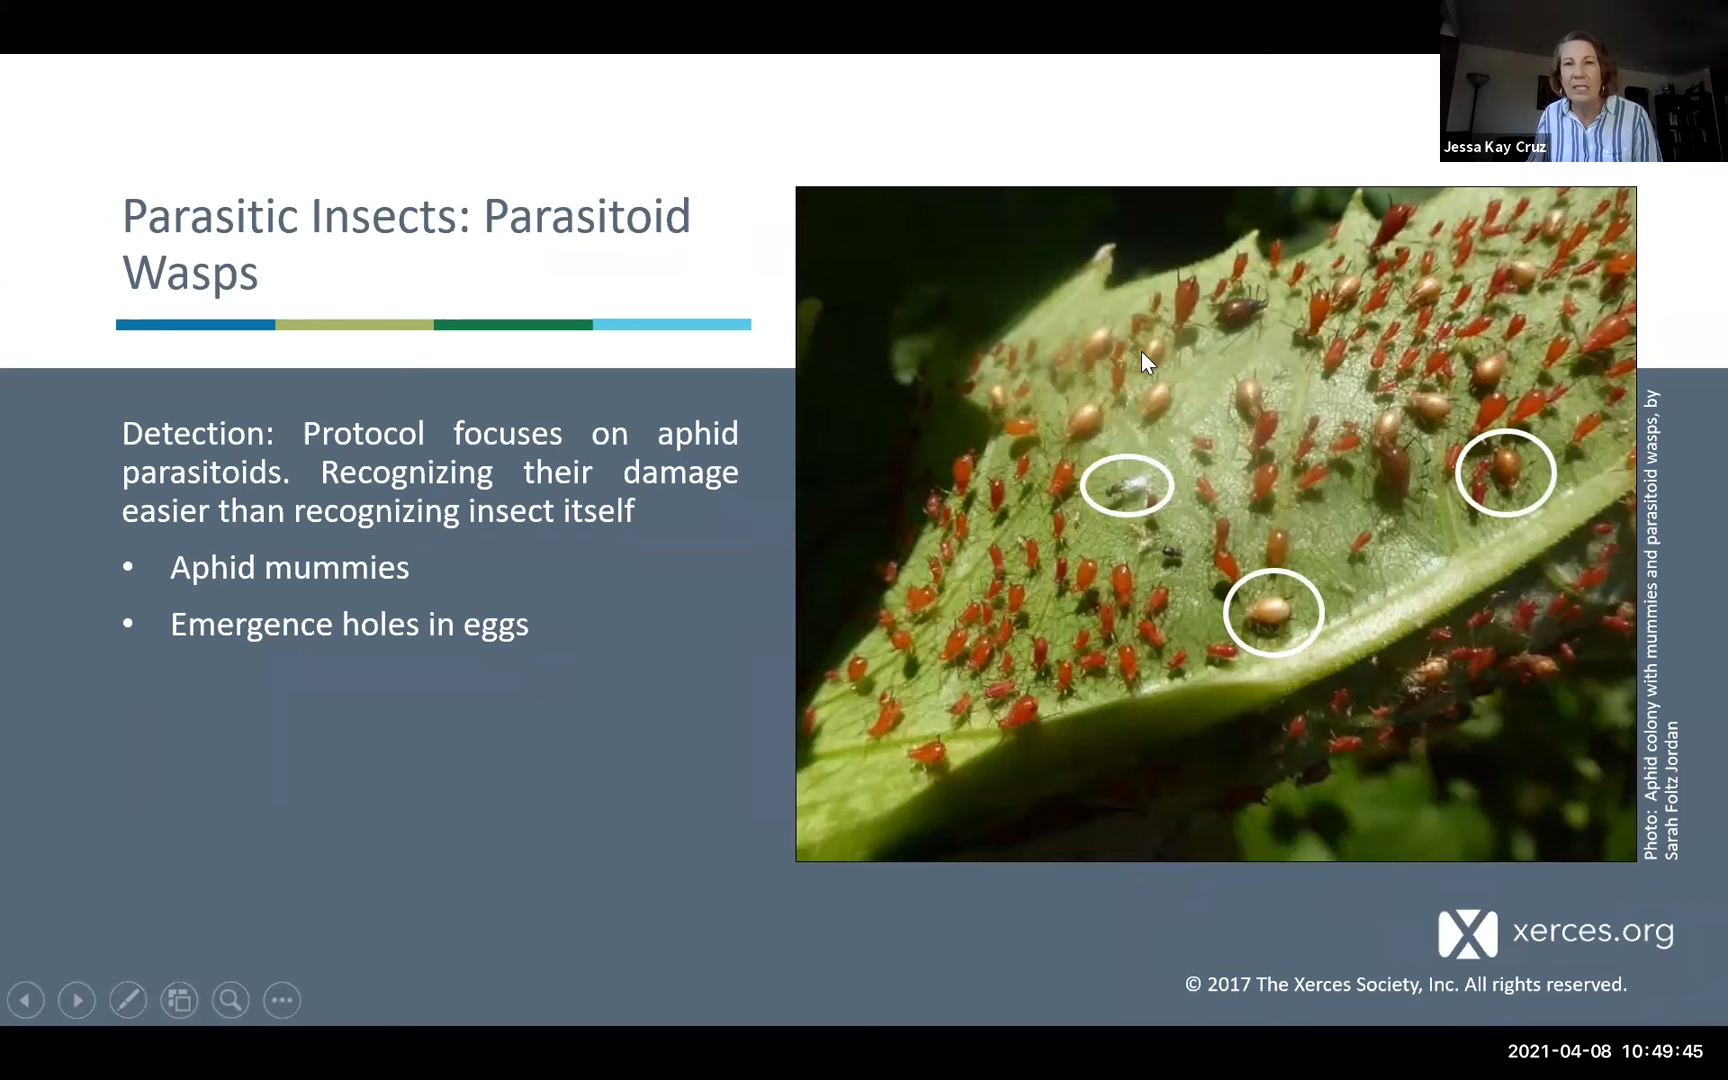 Jessa Kay Cruz
Parasitic Insects: Parasitoid
Wasps
Detection: Protocol focuses on aphid
parasitoids. Recognizing their damage
easier than recognizing insect itself
• Aphid mummies
• Emergence holes in eggs
Photo: Aphid colony with mummies and parasitoid wasps, by
Sarah Foltz Jordan
xerces.org
© 2017 The Xerces Society, Inc. All rights reserved.
2021-04-08 10:49:45